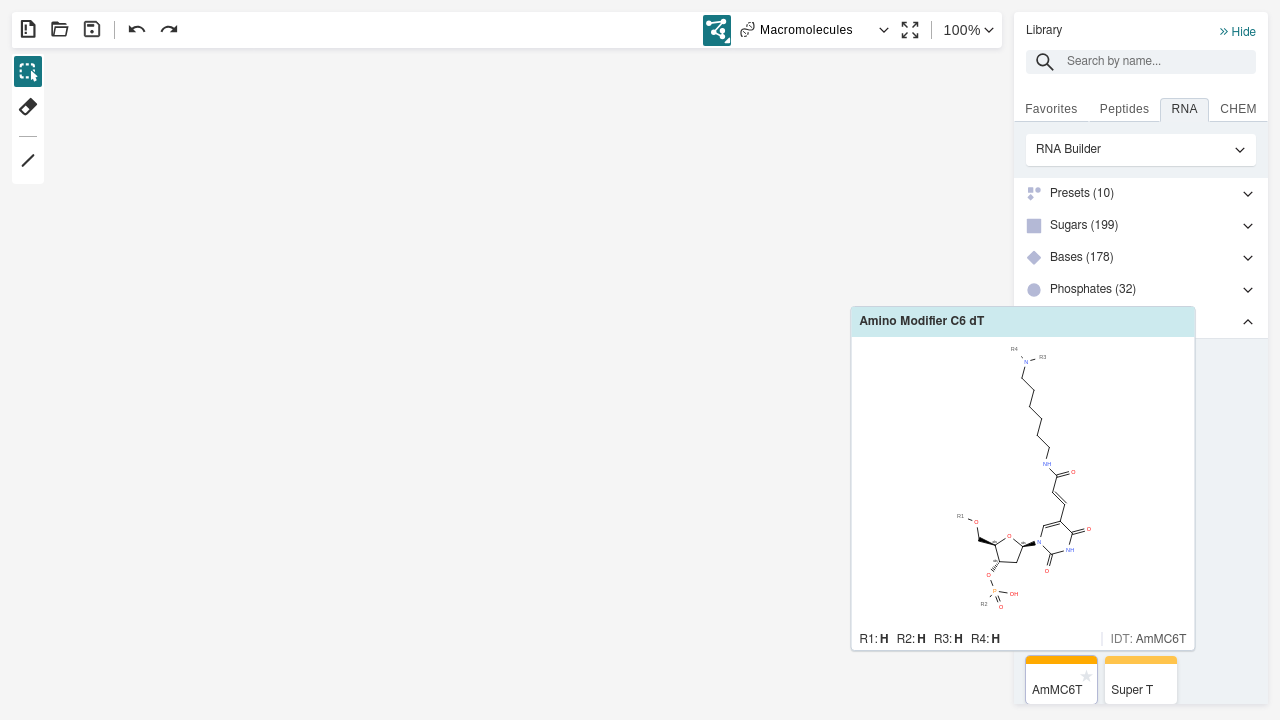 Macromolecules
100%
Library
Hide
Search by name...
Favorites
Peptides
RNA
CHEM
RNA Builder
Presets (10)
Sugars (199)
Bases (178)
Phosphates (32)
Amino Modifier C6 dT
R4
N
R3
NH
O
R1
O
O
N
O
NH
O
O
P
OH
R2
O
R1: H R2: H R3: H R4: H
IDT: AmMC6T
AmMC6T
Super T